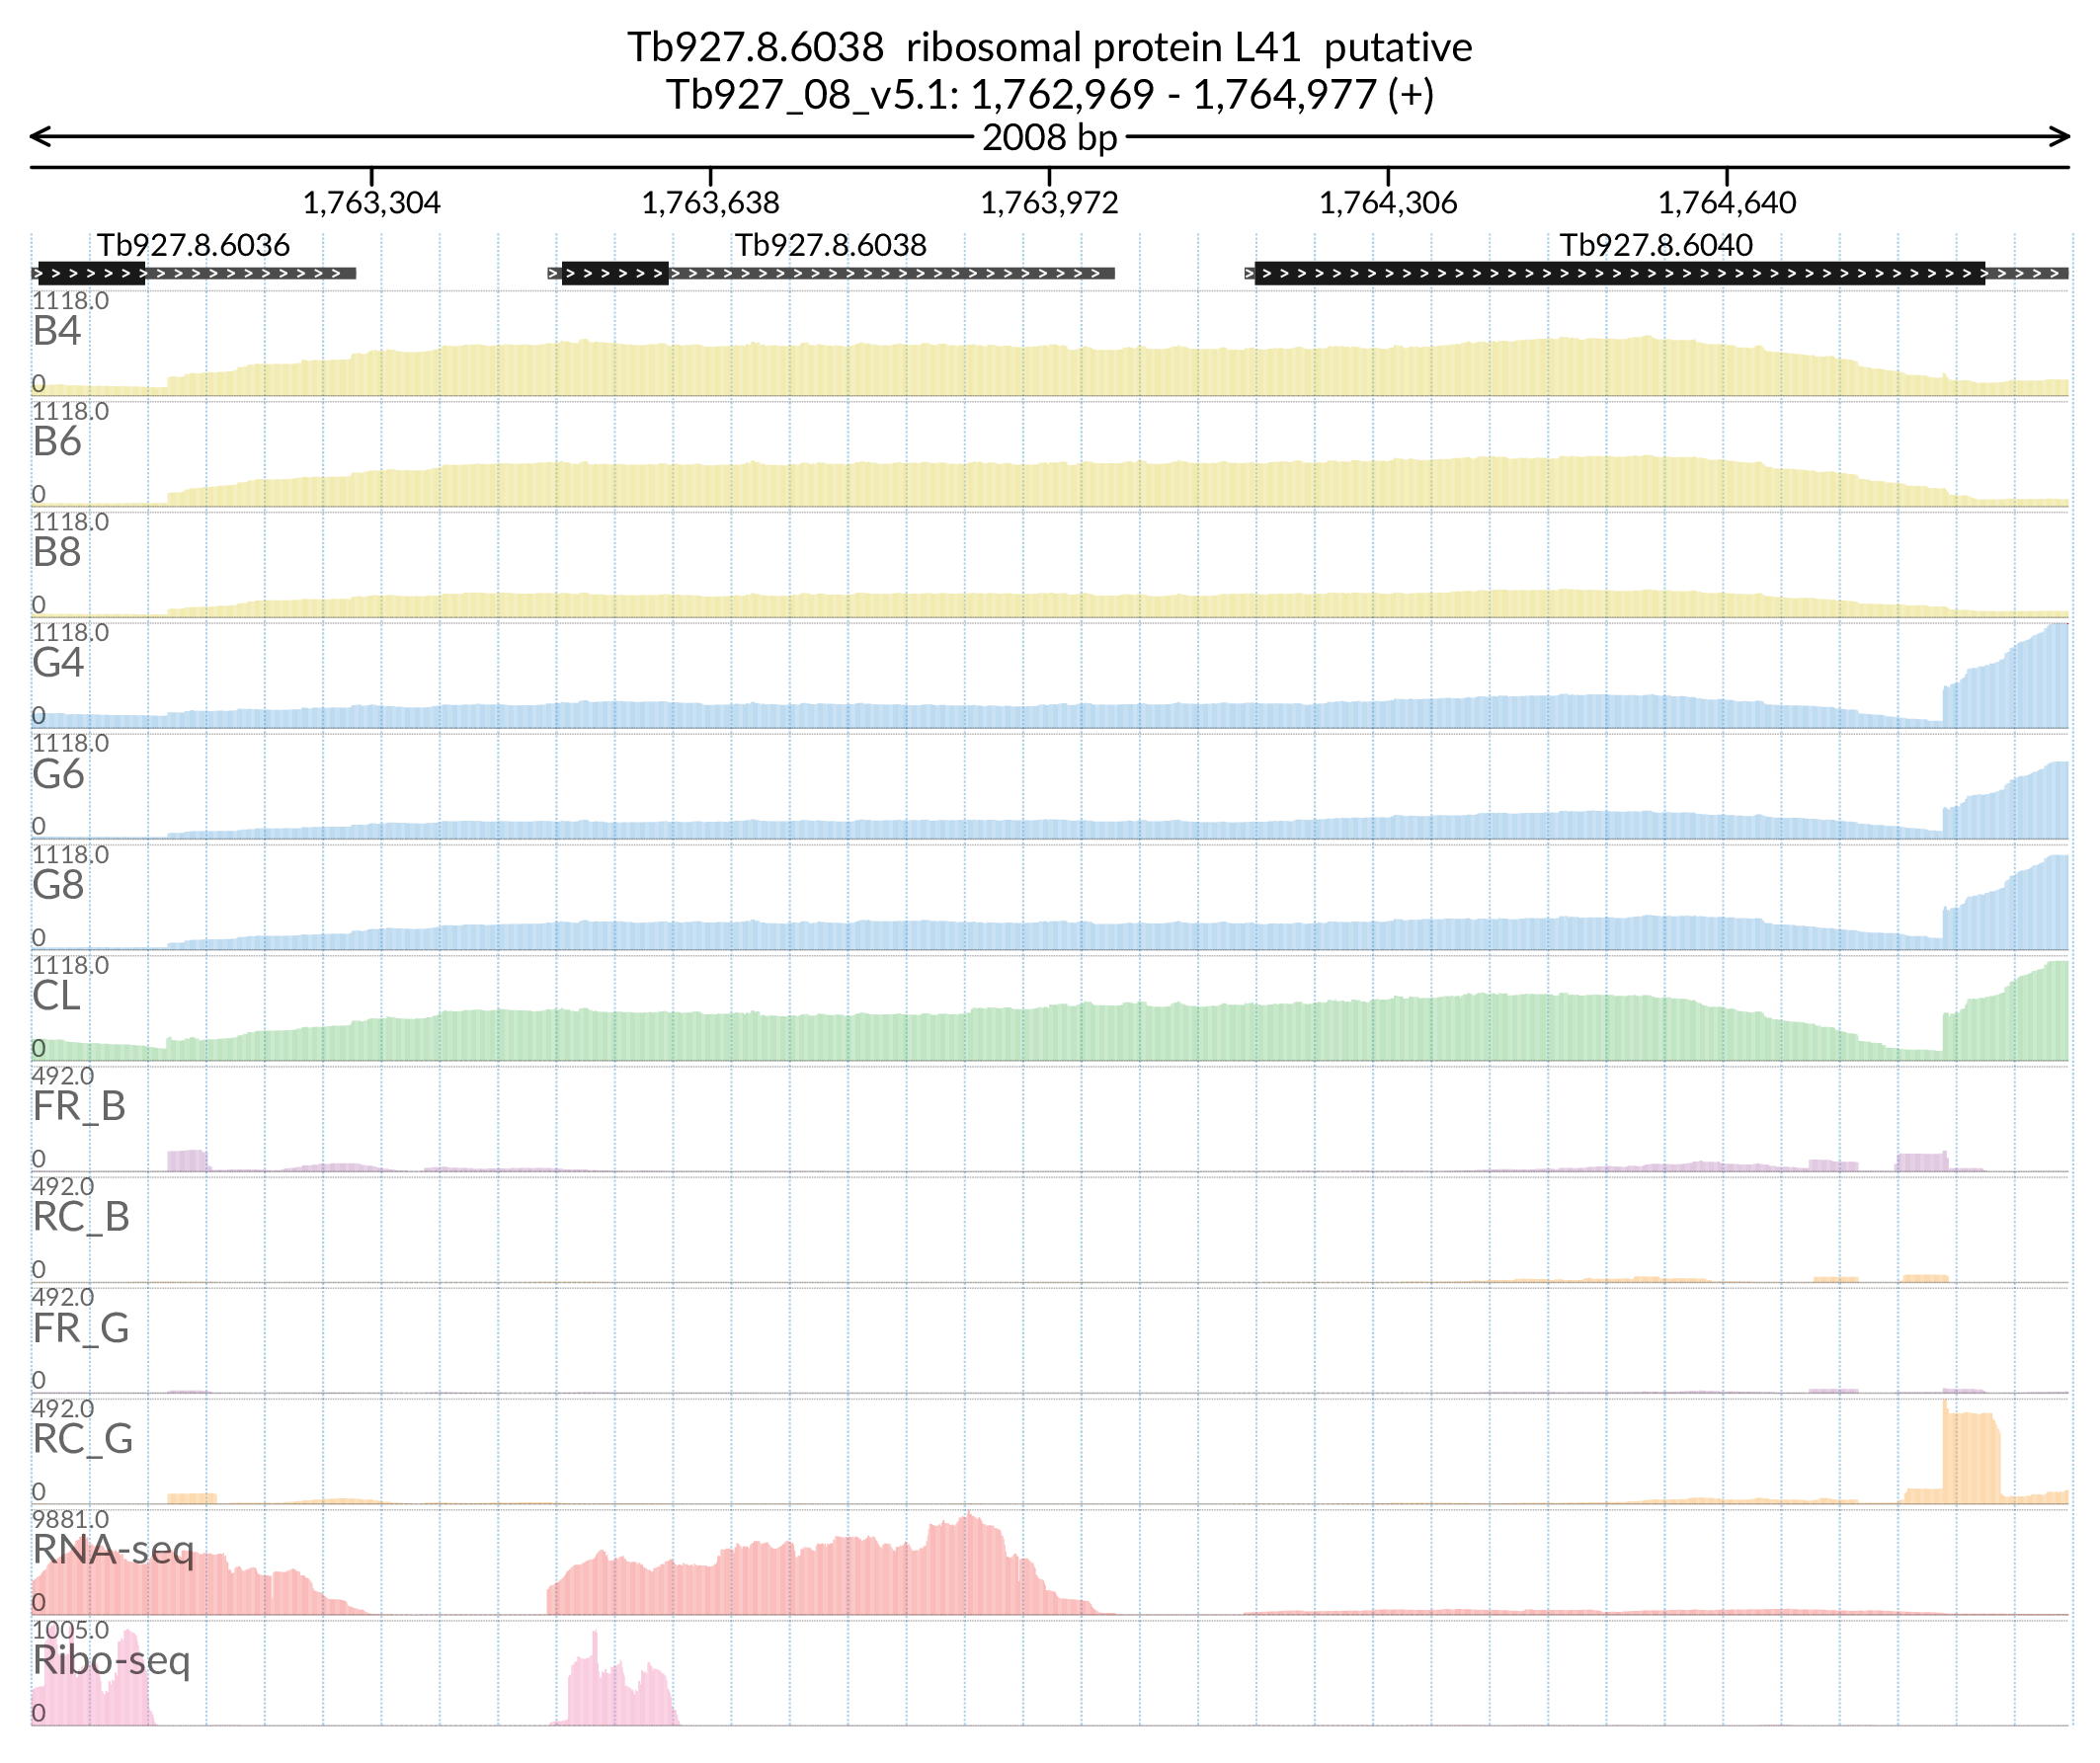 Tb927.8.6038 ribosomal protein L41 putative
Tb927_08_v5.1: 1,762,969 - 1,764,977 (+)
2008 bp
1,763,304 1,763,638 1,763,972 1,764,306 1,764,640
Tb927.8.6036 Tb927.8.6038 Tb927.8.6040
1118.0
B4
0
1118.0
B6
0
1118.0
B8
0
1118.0
G4
0
1118.0
G6
0
1118.0
G8
0
1118.0
CL
0
492.0
FR_B
0
492.0
RC_B
0
492.0
FR_G
0
492.0
RC_G
0
9881.0
RNA-seq
0
1005.0
Ribo-seq
0